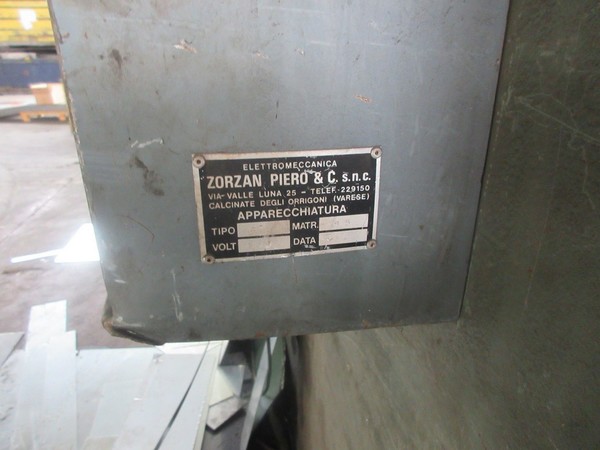 ELETTROMECCANICA
ZORZAN PIERO & C. s.n.c.
VIA VALLE LUNA 25 - TELEF. 229150
CALCINATE DEGLI ORRIGONI (VARESE)
APPARECCHIATURA
TIPO MATR.
VOLT DATA